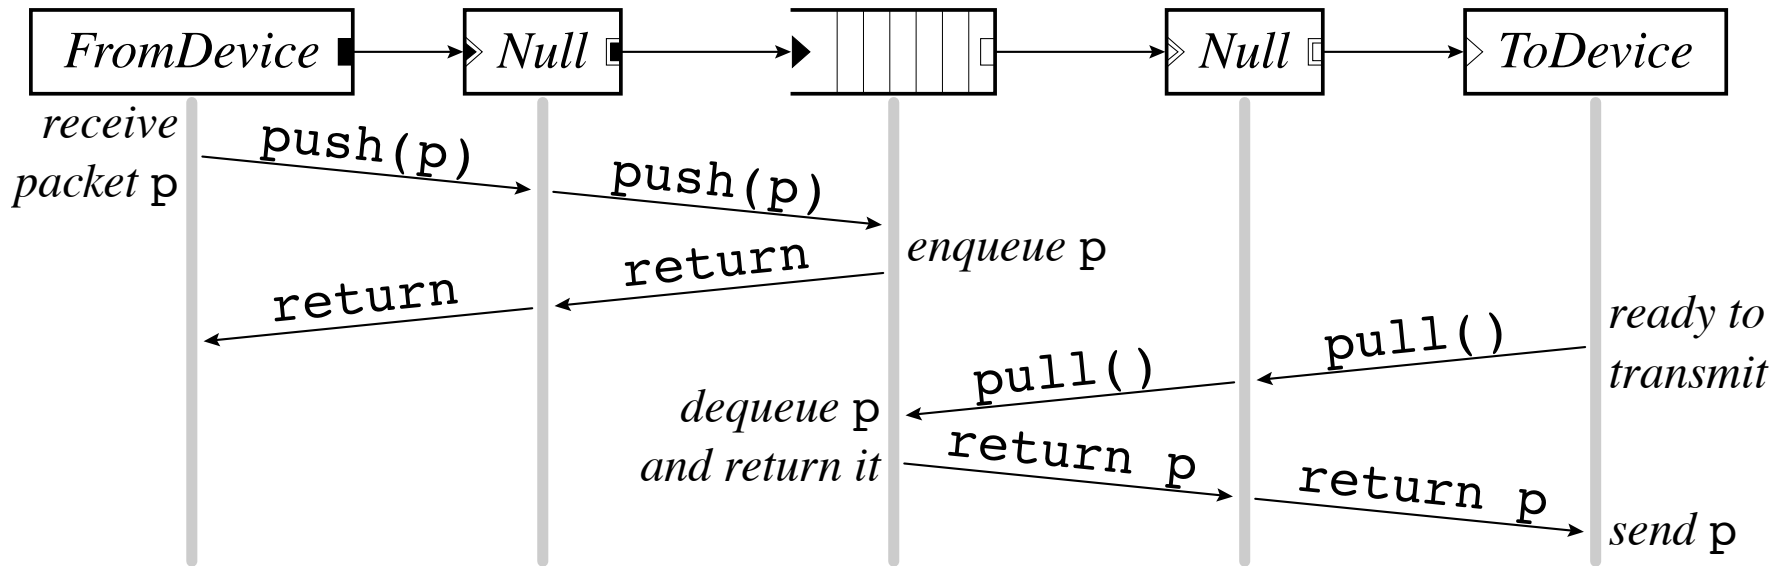 FromDevice
Null
Null
ToDevice
receive
packet p
push(p)
push(p)
enqueue p
return
return
ready to
transmit
pull()
pull()
dequeue p
and return it
return p
return p
send p